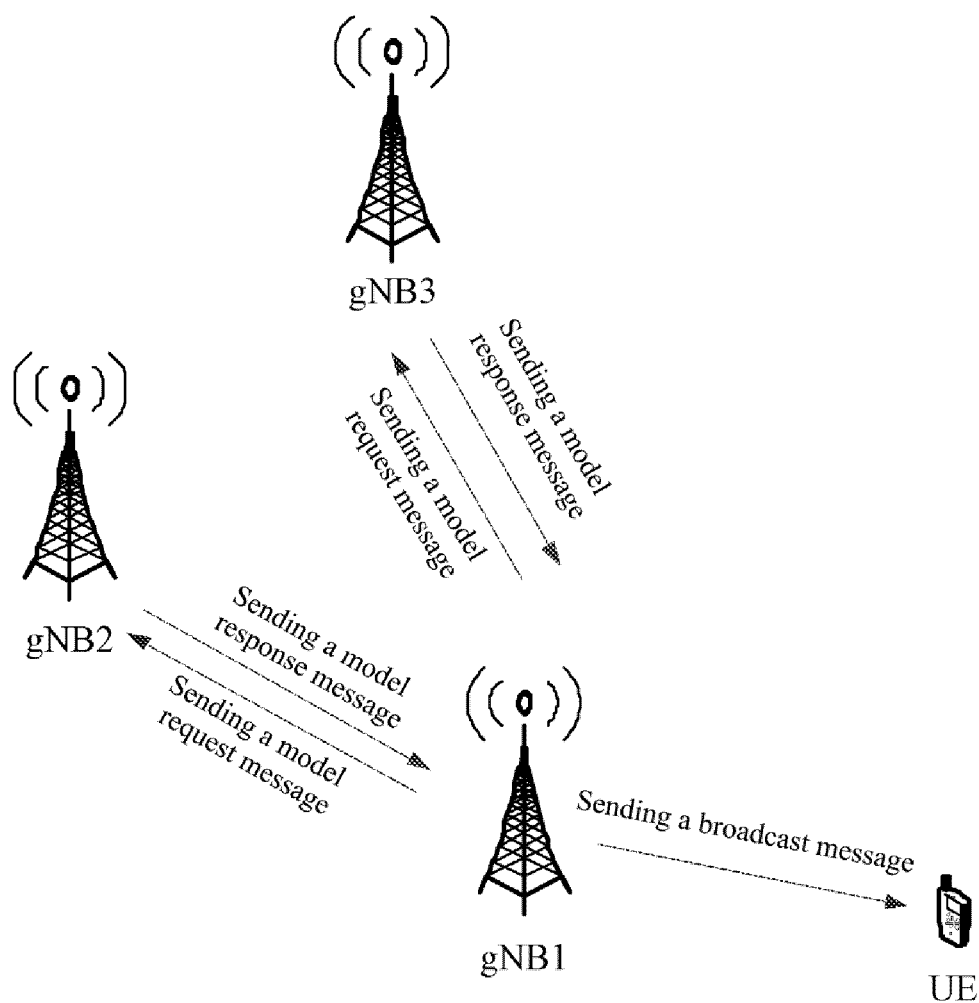 gNB3
Sending a model
response message
Sending a model
request message
gNB2
Sending a model
response message
Sending a model
request message
Sending a broadcast message
gNB1
UE